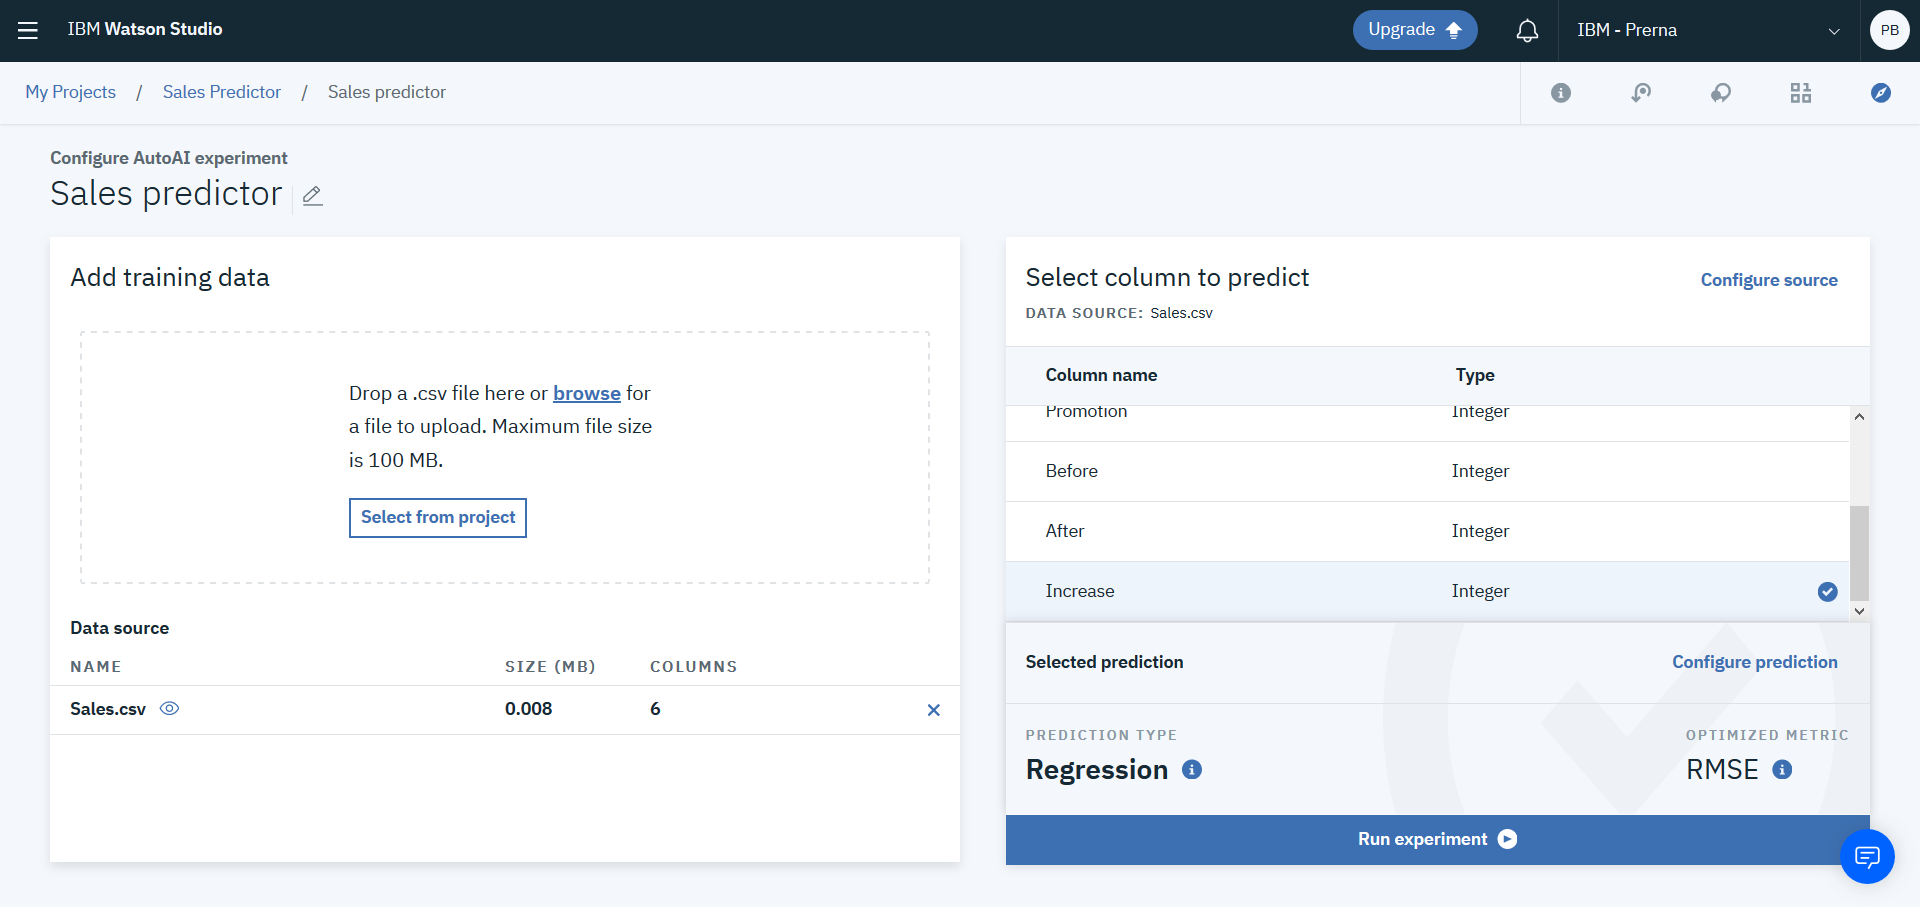 IBM Watson Studio
Upgrade
IBM - Prerna
PB
My Projects / Sales Predictor / Sales predictor
Configure AutoAI experiment
Sales predictor
Add training data
Drop a .csv file here or browse for
a file to upload. Maximum file size
is 100 MB.
Select from project
Data source
NAME SIZE (MB) COLUMNS
Sales.csv 0.008 6
Select column to predict
Configure source
DATA SOURCE: Sales.csv
Column name Type
Promotion Integer
Before Integer
After Integer
Increase Integer
Selected prediction
Configure prediction
PREDICTION TYPE
Regression
OPTIMIZED METRIC
RMSE
Run experiment